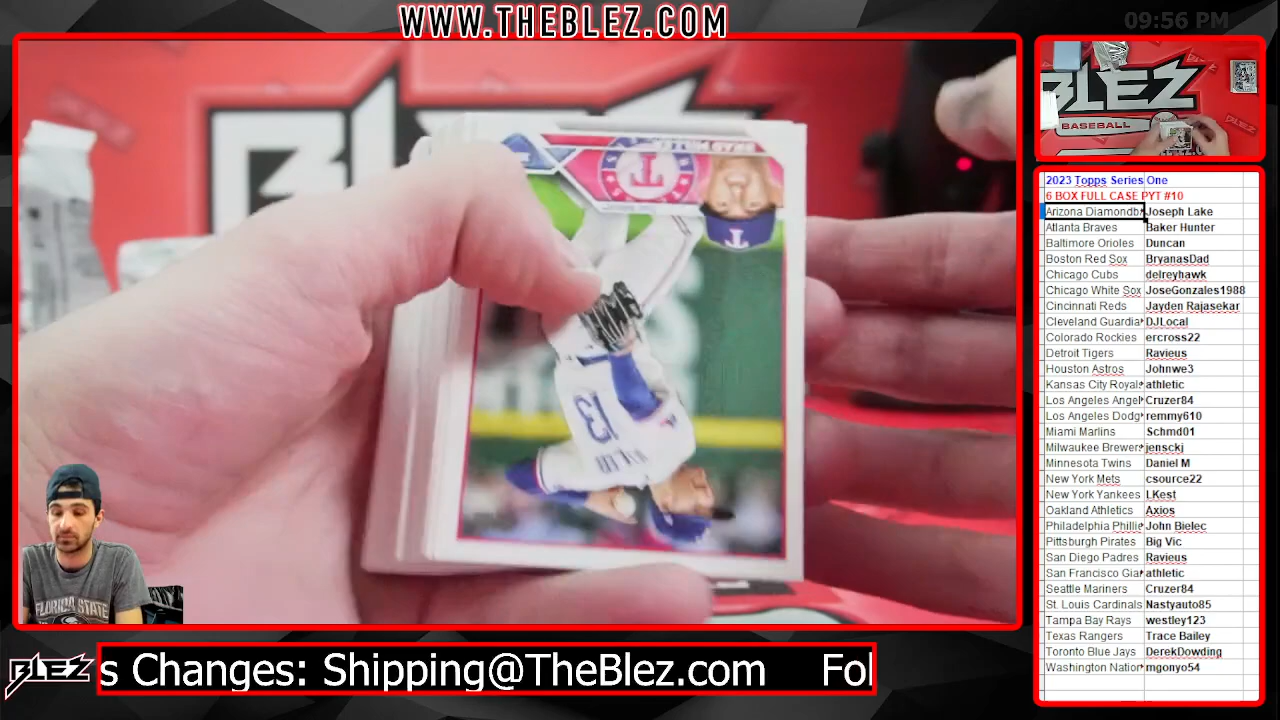 WWW.THEBLEZ.COM
09:56 PM
BLEZ
BASEBALL
BLEZ
T
13
FLORIDA STATE
2023 Topps Series One
6 BOX FULL CASE PYT #10
Arizona Diamondb Joseph Lake
Atlanta Braves Baker Hunter
Baltimore Orioles Duncan
Boston Red Sox BryanasDad
Chicago Cubs delreyhawk
Chicago White Sox JoseGonzales1988
Cincinnati Reds Jayden Rajasekar
Cleveland Guardia DJLocal
Colorado Rockies ercross22
Detroit Tigers Ravieus
Houston Astros Johnwe3
Kansas City Royal athletic
Los Angeles Angel Cruzer84
Los Angeles Dodg remmy610
Miami Marlins Schmd01
Milwaukee Brewer jensckj
Minnesota Twins Daniel M
New York Mets csource22
New York Yankees LKest
Oakland Athletics Axios
Philadelphia Phillie John Bielec
Pittsburgh Pirates Big Vic
San Diego Padres Ravieus
San Francisco Gia athletic
Seattle Mariners Cruzer84
St. Louis Cardinals Nastyauto85
Tampa Bay Rays westley123
Texas Rangers Trace Bailey
Toronto Blue Jays DerekDowding
Washington Nation mgonyo54
BLEZ
s Changes: Shipping@TheBlez.com Fol